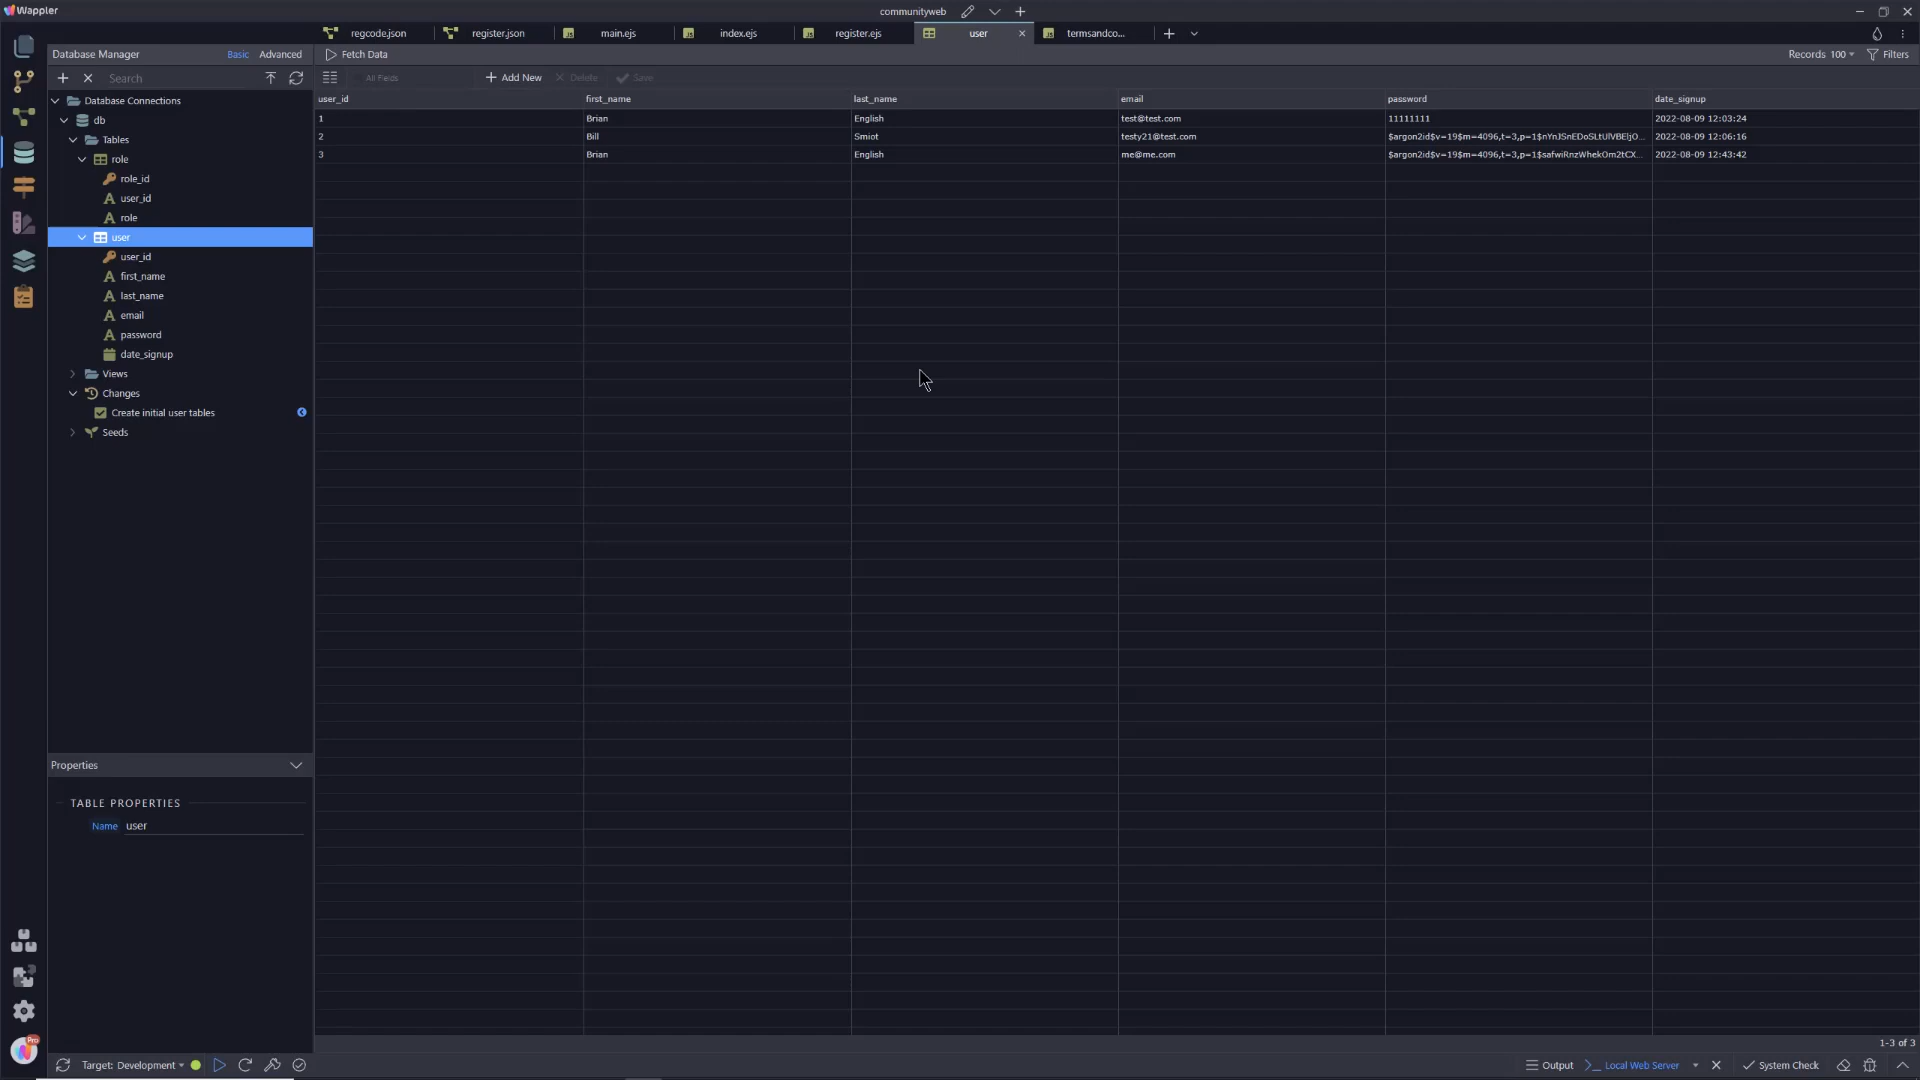 Wappler
communityweb
regcode.json register.json main.ejs index.ejs register.ejs user termsandco...
Database Manager Basic Advanced Fetch Data Records 100 Filters
Search All Fields Add New Delete Save
user_id first_name last_name email password date_signup
1 Brian English test@test.com 11111111 2022-08-09 12:03:24
2 Bill Smiot testy21@test.com 2022-08-09 12:06:16
3 Brian English me@me.com 2022-08-09 12:43:42
Database Connections
db
Tables
role
role_id
user_id
role
user
user_id
first_name
last_name
email
password
date_signup
Views
Changes
Create initial user tables
Seeds
Properties
TABLE PROPERTIES
Name user
1-3 of 3
Pro
Target: Development Output Local Web Server System Check